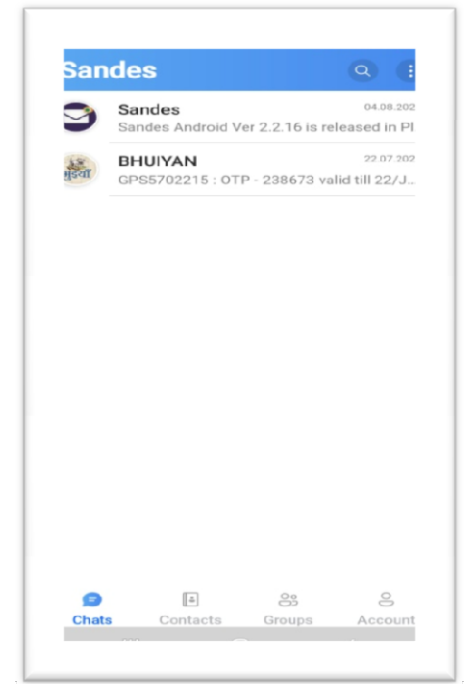 Sandes
Sandes 04.08.202
Sandes Android Ver 2.2.16 is released in Pl
BHUIYAN 22.07.202
भुइयाँ
GPS5702215 : OTP - 238673 valid till 22/J...
Chats Contacts Groups Account